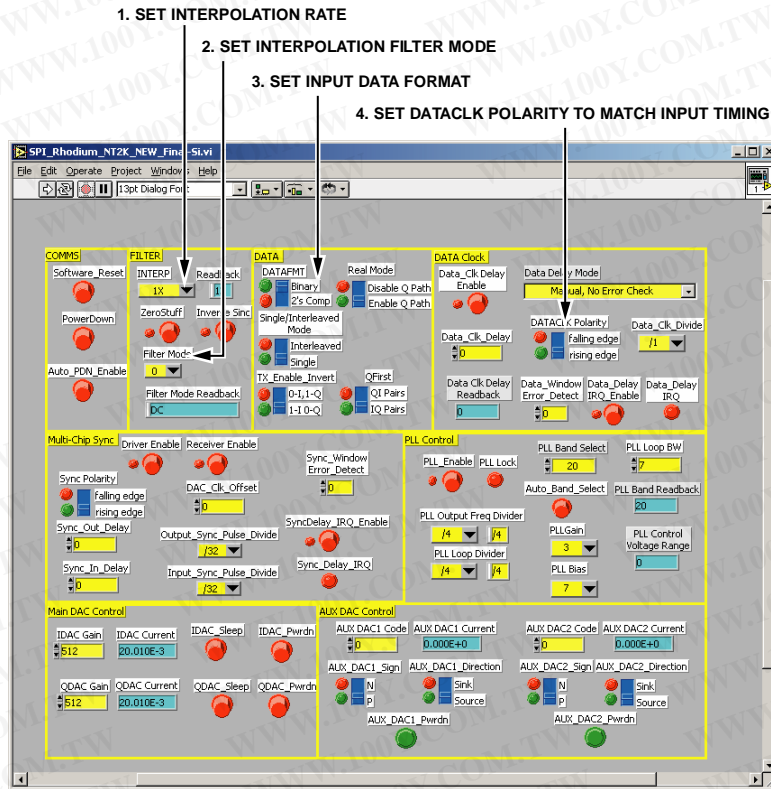 1. SET INTERPOLATION RATE
2. SET INTERPOLATION FILTER MODE
3. SET INPUT DATA FORMAT
4. SET DATACLK POLARITY TO MATCH INPUT TIMING
SPI_Rhodium_NT2K_NEW_Final-Si.vi
File Edit Operate Project Windows Help
13pt Dialog Font
COMMS
Software_Reset
PowerDown
Auto_PDN_Enable
FILTER
INTERP Readback
1X 1
ZeroStuff Inverse Sinc
Filter Mode
0
Filter Mode Readback
DC
DATA
DATAFMT
Binary
2's Comp
Real Mode
Disable Q Path
Enable Q Path
Single/Interleaved
Mode
Interleaved
Single
TX_Enable_Invert
0-I,1-Q
1-I 0-Q
QFirst
QI Pairs
IQ Pairs
DATA Clock
Data_Clk Delay
Enable
Data Delay Mode
Manual, No Error Check
Data_Clk_Delay
0
DATACLK Polarity
falling edge
rising edge
Data_Clk_Divide
/1
Data Clk Delay
Readback
0
Data_Window
Error_Detect
0
Data_Delay
IRQ_Enable
Data_Delay
IRQ
Multi-Chip Sync
Driver Enable Receiver Enable
Sync Polarity
falling edge
rising edge
DAC_Clk_Offset
0
Sync_Window
Error_Detect
0
Sync_Out_Delay
0
Output_Sync_Pulse_Divide
/32
SyncDelay_IRQ_Enable
Sync_In_Delay
0
Input_Sync_Pulse_Divide
/32
Sync_Delay_IRQ
PLL Control
PLL_Enable PLL Lock
PLL Band Select
20
PLL Loop BW
7
Auto_Band_Select
PLL Band Readback
20
PLL Output Freq Divider
/4 /4
PLL Loop Divider
/4 /4
PLLGain
3
PLL Bias
7
PLL Control
Voltage Range
0
Main DAC Control
IDAC Gain IDAC Current IDAC_Sleep IDAC_Pwrdn
512 20.010E-3
QDAC Gain QDAC Current QDAC_Sleep QDAC_Pwrdn
512 20.010E-3
AUX DAC Control
AUX DAC1 Code AUX DAC1 Current AUX DAC2 Code AUX DAC2 Current
0 0.000E+0 0 0.000E+0
AUX_DAC1_Sign AUX_DAC1_Direction AUX_DAC2_Sign AUX_DAC2_Direction
N Sink N Sink
P Source P Source
AUX_DAC1_Pwrdn AUX_DAC2_Pwrdn
WWW.100Y.COM.TW